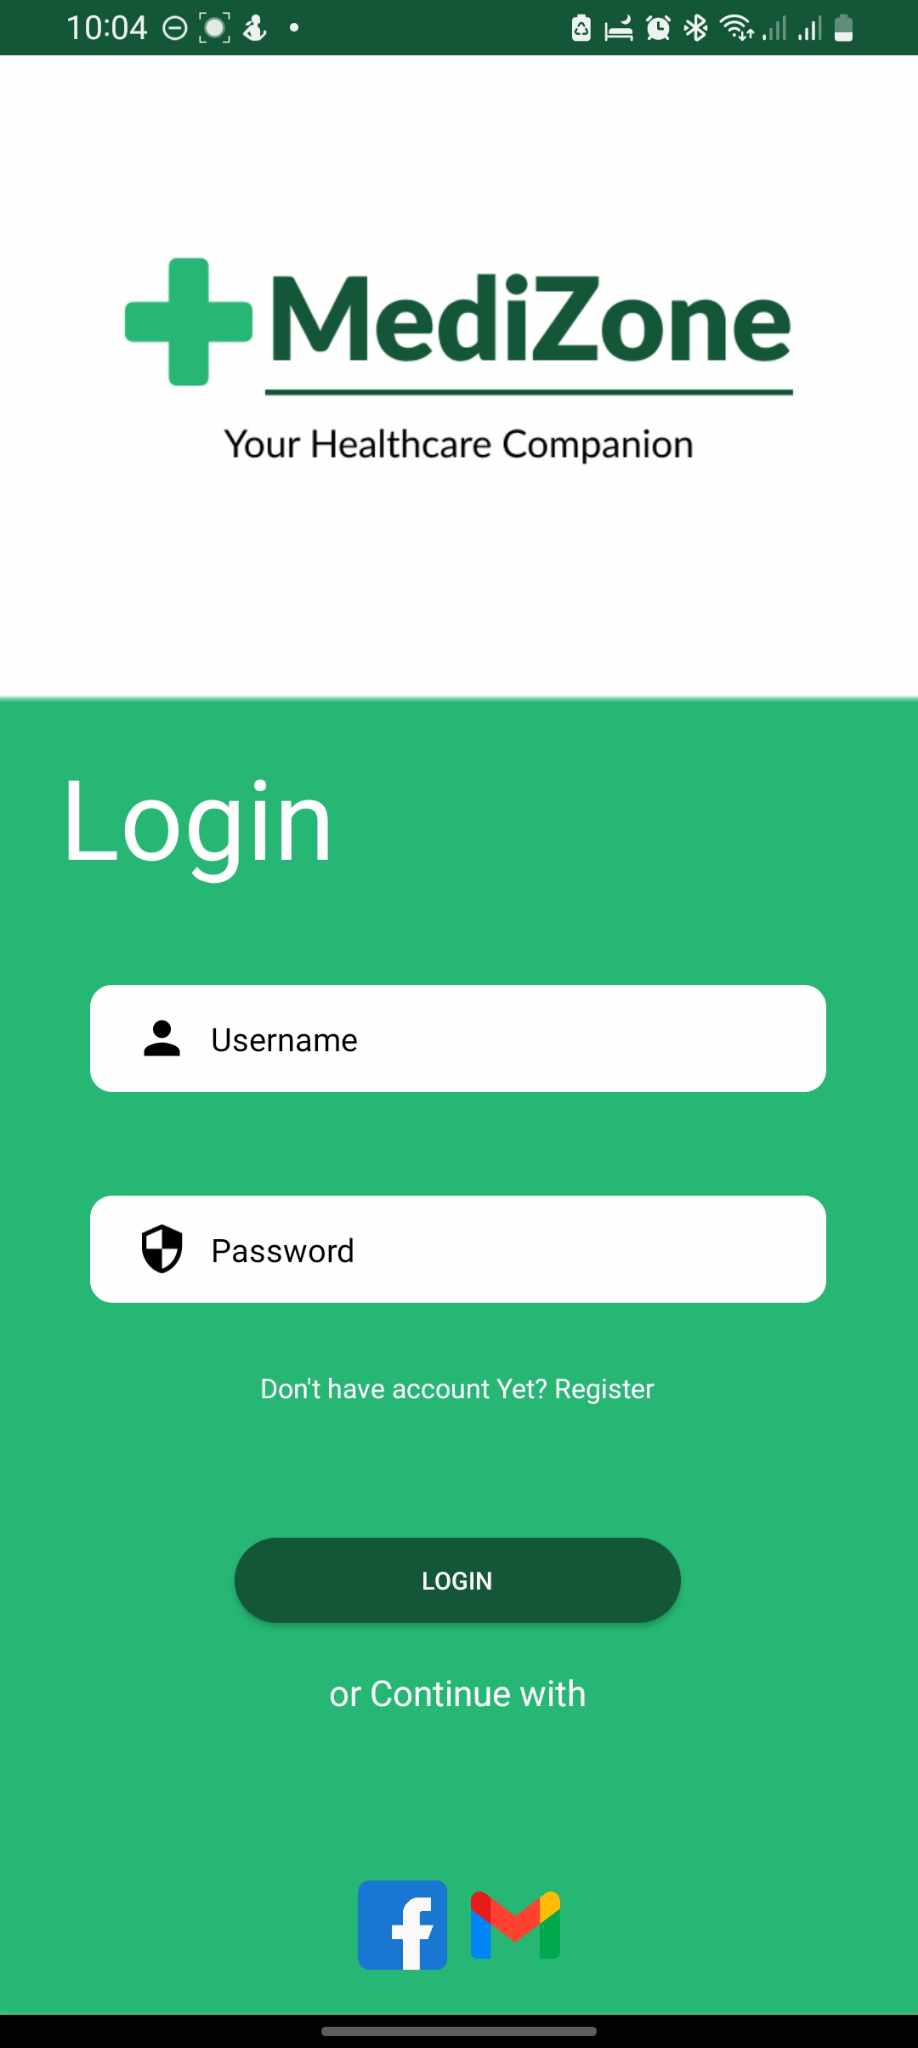 10:04
MediZone
Your Healthcare Companion
Login
Username
Password
Don't have account Yet? Register
LOGIN
or Continue with